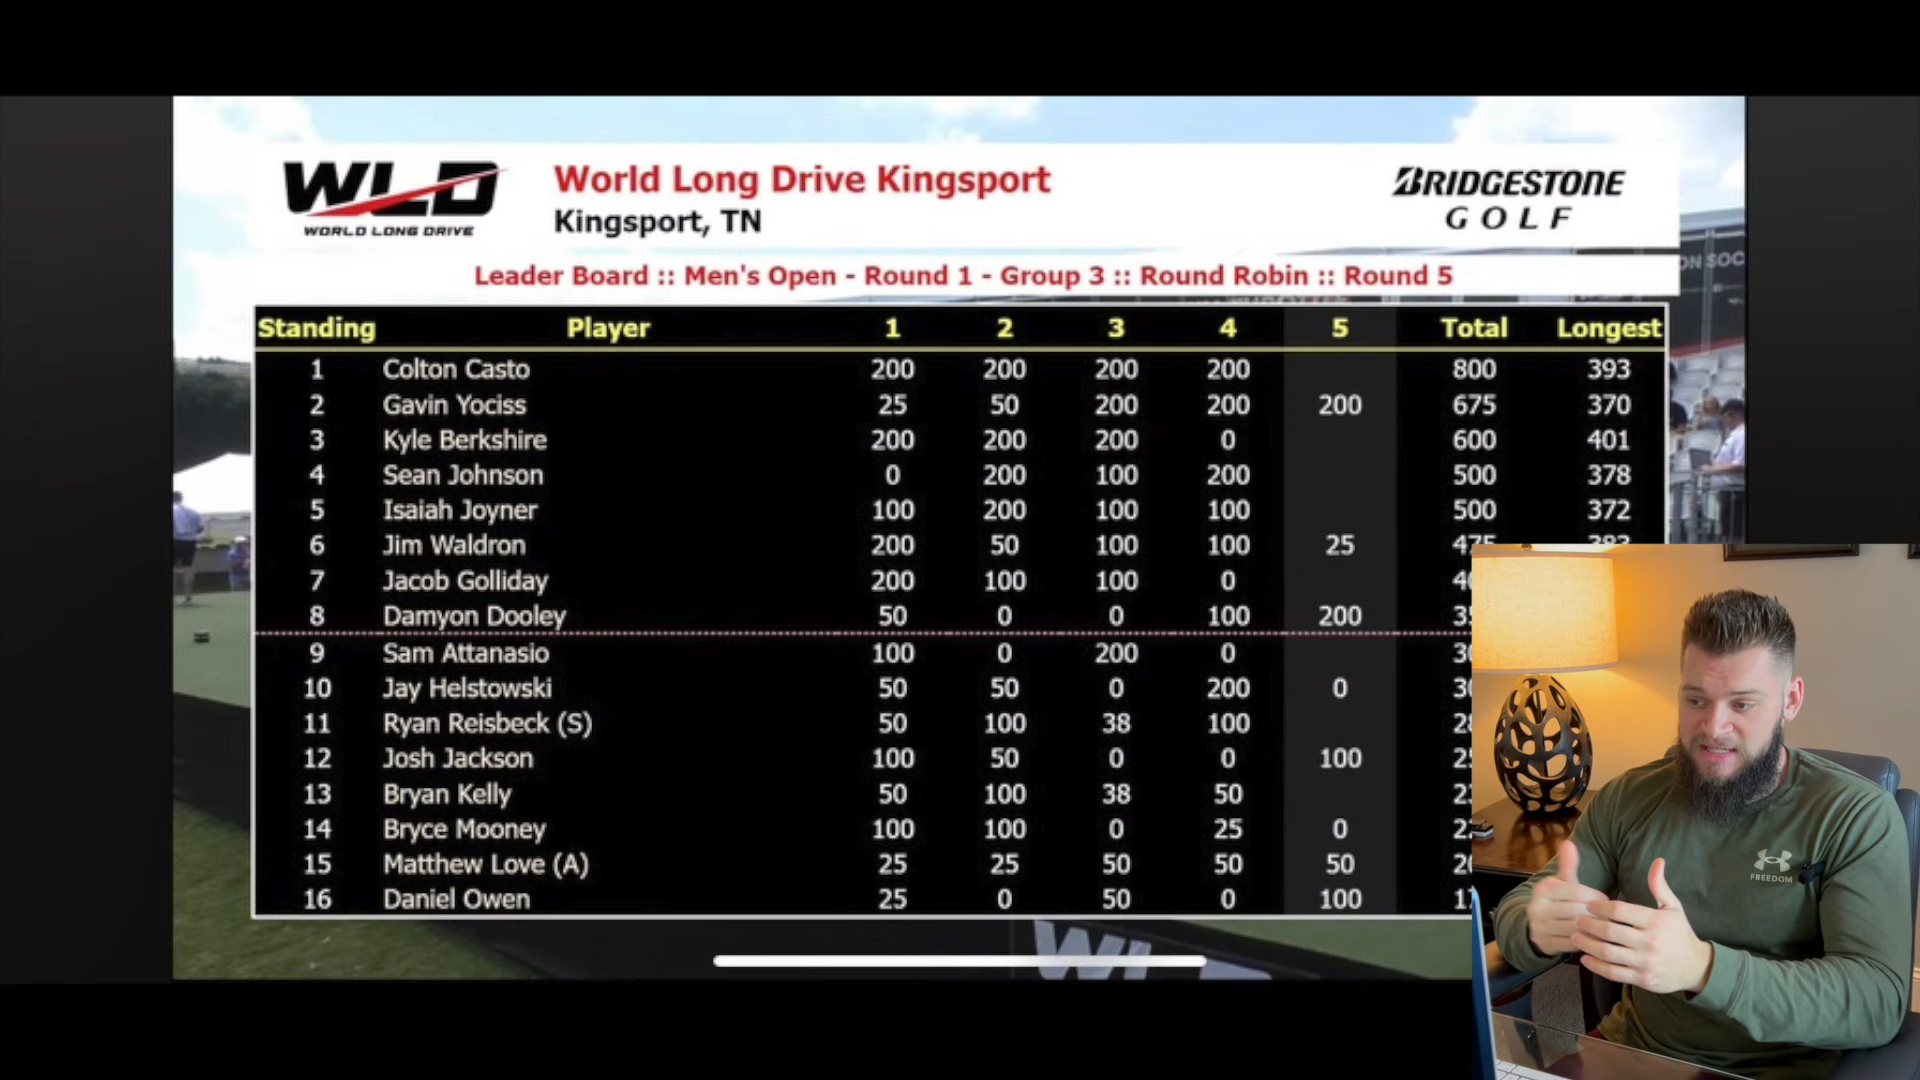 WLD
WORLD LONG DRIVE
World Long Drive Kingsport
Kingsport, TN
BRIDGESTONE
GOLF
Leader Board :: Men's Open - Round 1 - Group 3 :: Round Robin :: Round 5
Standing Player 1 2 3 4 5 Total Longest
1 Colton Casto 200 200 200 200 800 393
2 Gavin Yociss 25 50 200 200 200 675 370
3 Kyle Berkshire 200 200 200 0 600 401
4 Sean Johnson 0 200 100 200 500 378
5 Isaiah Joyner 100 200 100 100 500 372
6 Jim Waldron 200 50 100 100 25
7 Jacob Golliday 200 100 100 0
8 Damyon Dooley 50 0 0 100 200
9 Sam Attanasio 100 0 200 0
10 Jay Helstowski 50 50 0 200 0
11 Ryan Reisbeck (S) 50 100 38 100
12 Josh Jackson 100 50 0 0 100
13 Bryan Kelly 50 100 38 50
14 Bryce Mooney 100 100 0 25 0
15 Matthew Love (A) 25 25 50 50 50
16 Daniel Owen 25 0 50 0 100
FREEDOM